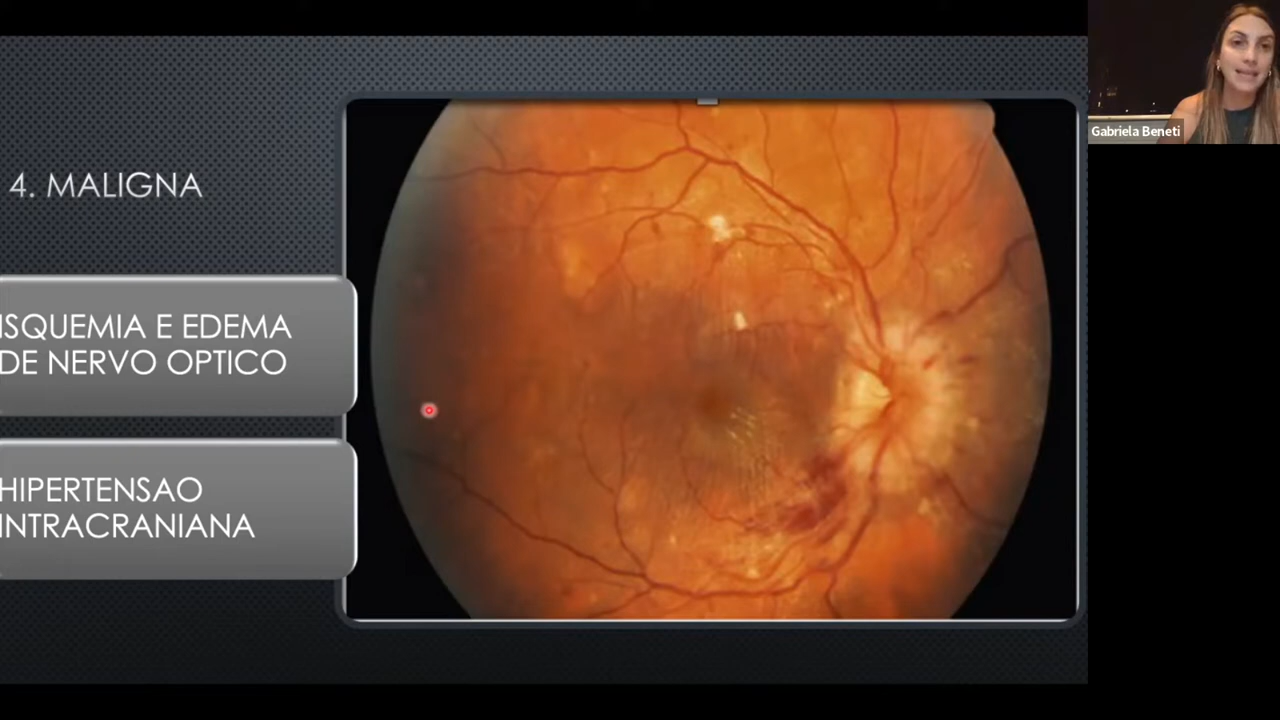 4. MALIGNA
ISQUEMIA E EDEMA
DE NERVO OPTICO
HIPERTENSAO
INTRACRANIANA
Gabriela Beneti